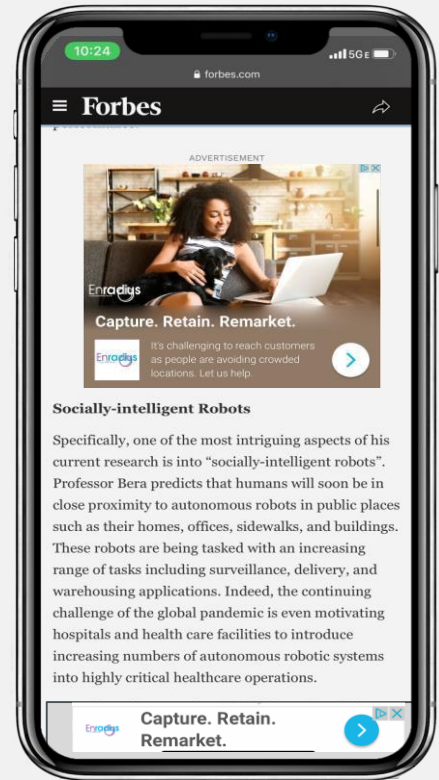 10:24
5G E
forbes.com
Forbes
ADVERTISEMENT
Enradius
Capture. Retain. Remarket.
Enradius
It's challenging to reach customers
as people are avoiding crowded
locations. Let us help.
Socially-intelligent Robots
Specifically, one of the most intriguing aspects of his
current research is into “socially-intelligent robots”.
Professor Bera predicts that humans will soon be in
close proximity to autonomous robots in public places
such as their homes, offices, sidewalks, and buildings.
These robots are being tasked with an increasing
range of tasks including surveillance, delivery, and
warehousing applications. Indeed, the continuing
challenge of the global pandemic is even motivating
hospitals and health care facilities to introduce
increasing numbers of autonomous robotic systems
into highly critical healthcare operations.
Enradius
Capture. Retain.
Remarket.